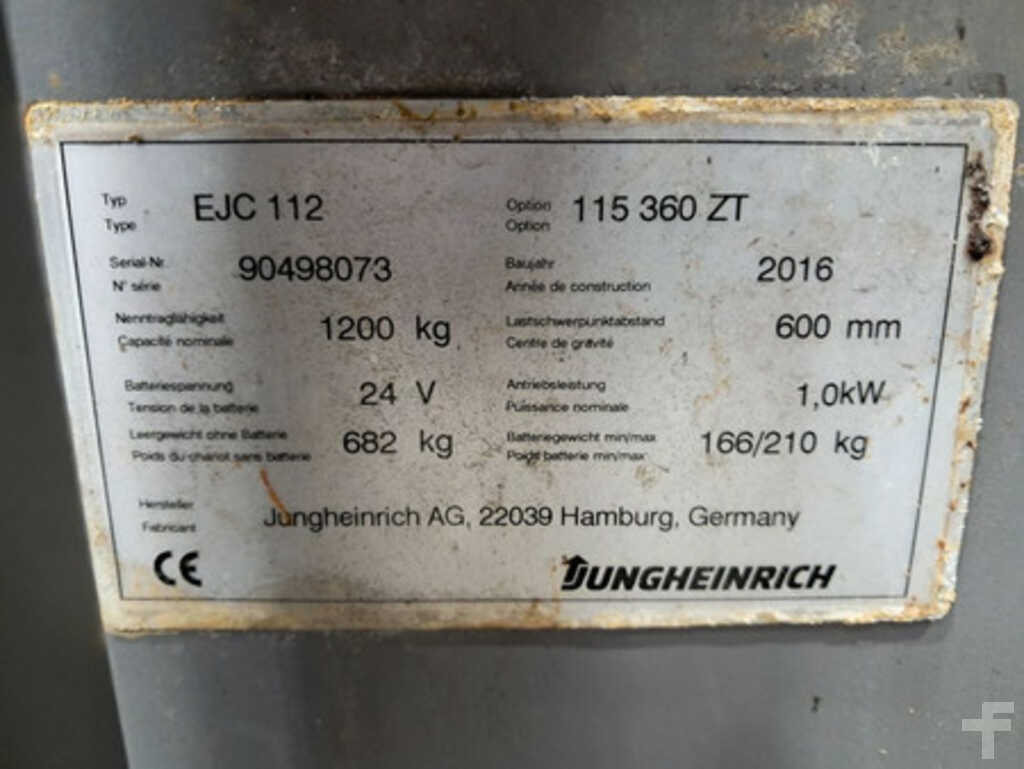 Typ EJC 112 Option 115 360 ZT
Type Option
Serial-Nr. 90498073 Baujahr 2016
N° série Année de construction
Nenntragfähigkeit 1200 kg Lastschwerpunktabstand 600 mm
Capacité nominale Centre de gravité
Batteriespannung 24 V Antriebsleistung 1,0kW
Tension de la batterie Puissance nominale
Leergewicht ohne Batterie 682 kg Batteriegewicht min/max 166/210 kg
Poids du chariot sans batterie Poids batterie min/max
Hersteller Jungheinrich AG, 22039 Hamburg, Germany
Fabricant
CE JUNGHEINRICH